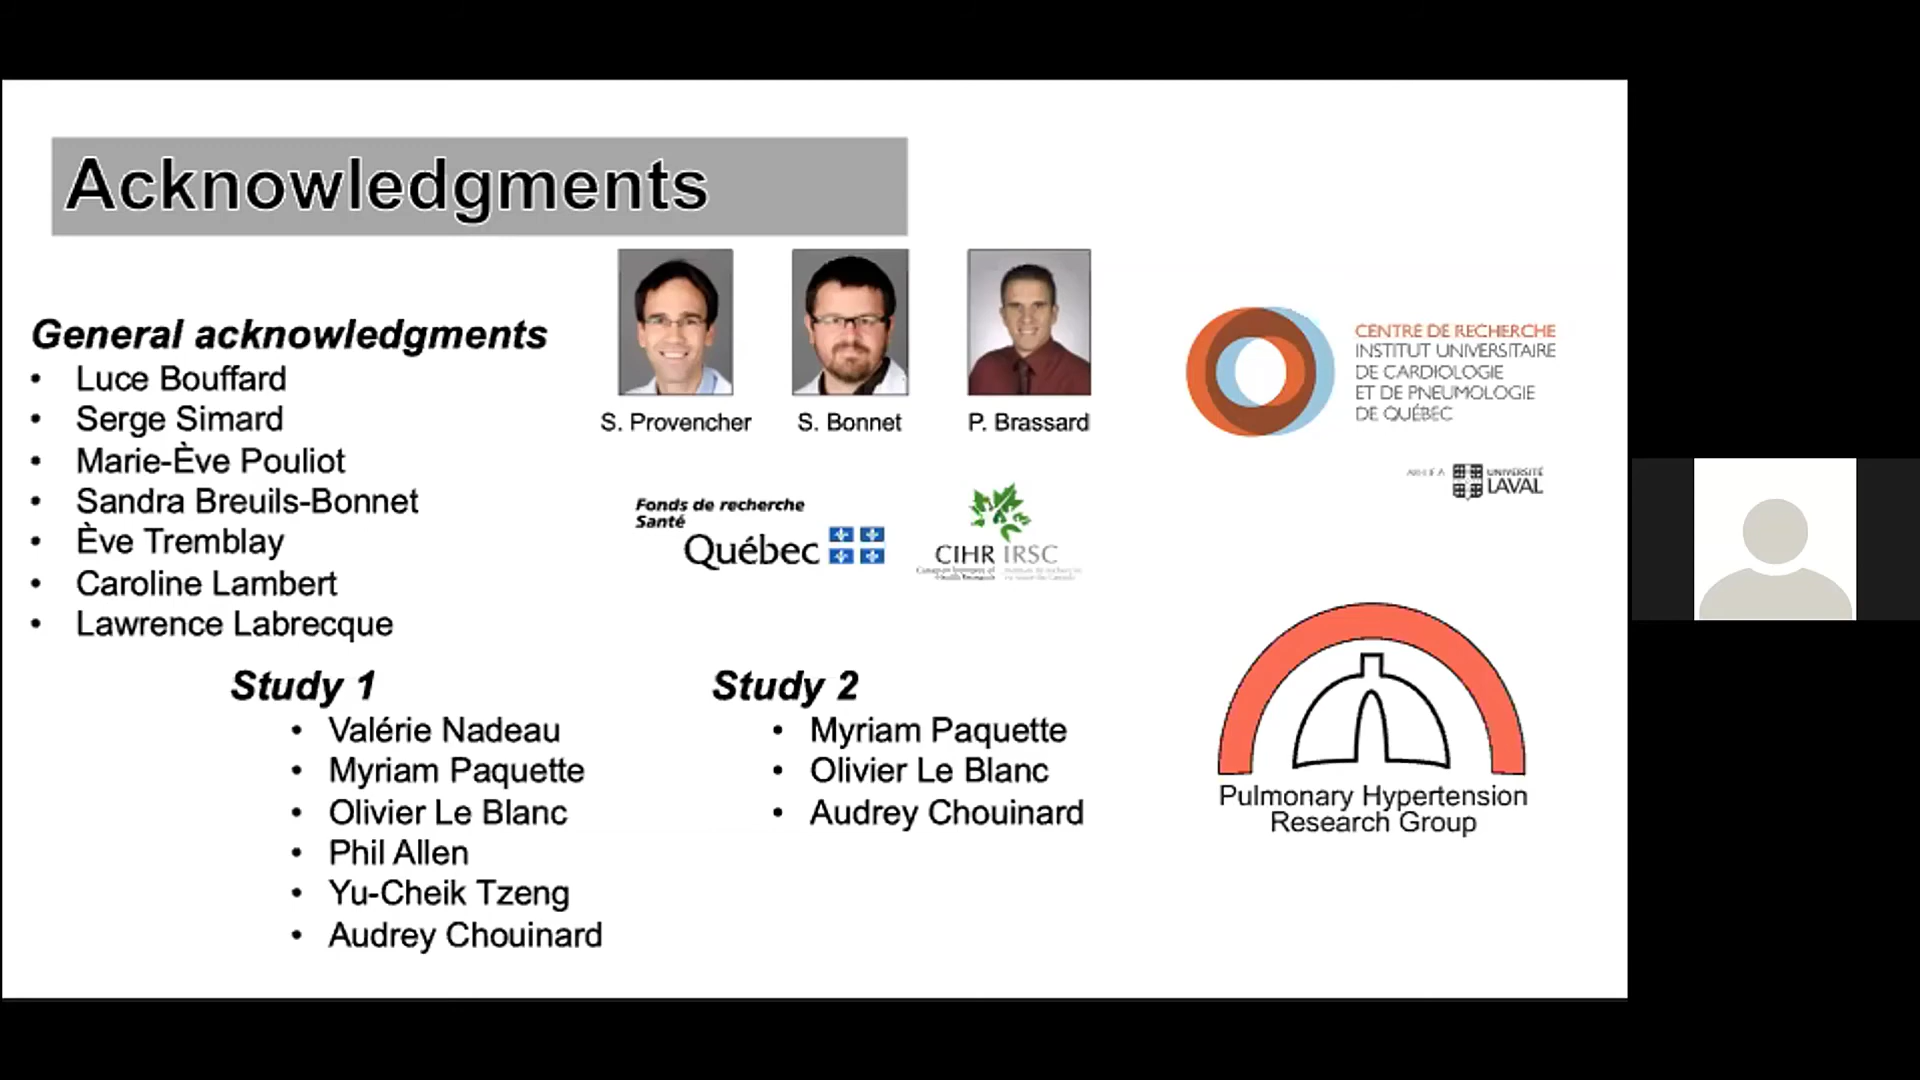 Acknowledgments
General acknowledgments
• Luce Bouffard
• Serge Simard
• Marie-Ève Pouliot
• Sandra Breuils-Bonnet
• Ève Tremblay
• Caroline Lambert
• Lawrence Labrecque
S. Provencher
S. Bonnet
P. Brassard
Fonds de recherche
Santé
Québec
CIHR IRSC
CENTRE DE RECHERCHE
INSTITUT UNIVERSITAIRE
DE CARDIOLOGIE
ET DE PNEUMOLOGIE
DE QUÉBEC
UNIVERSITÉ
LAVAL
Study 1
• Valérie Nadeau
• Myriam Paquette
• Olivier Le Blanc
• Phil Allen
• Yu-Cheik Tzeng
• Audrey Chouinard
Study 2
• Myriam Paquette
• Olivier Le Blanc
• Audrey Chouinard
Pulmonary Hypertension
Research Group